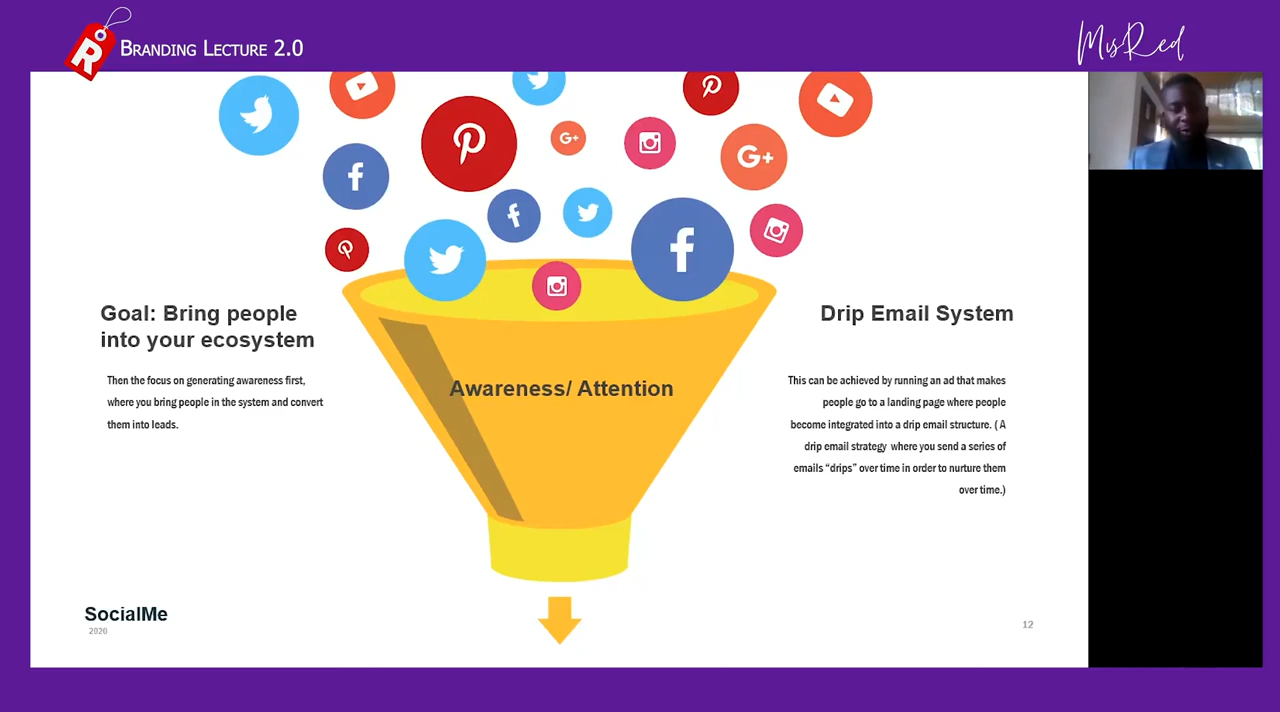 R
BRANDING LECTURE 2.0
MisRed
Goal: Bring people
into your ecosystem
Then the focus on generating awareness first,
where you bring people in the system and convert
them into leads.
G+
G+
Awareness/ Attention
Drip Email System
This can be achieved by running an ad that makes
people go to a landing page where people
become integrated into a drip email structure. ( A
drip email strategy where you send a series of
emails “drips” over time in order to nurture them
over time.)
SocialMe
2020
12